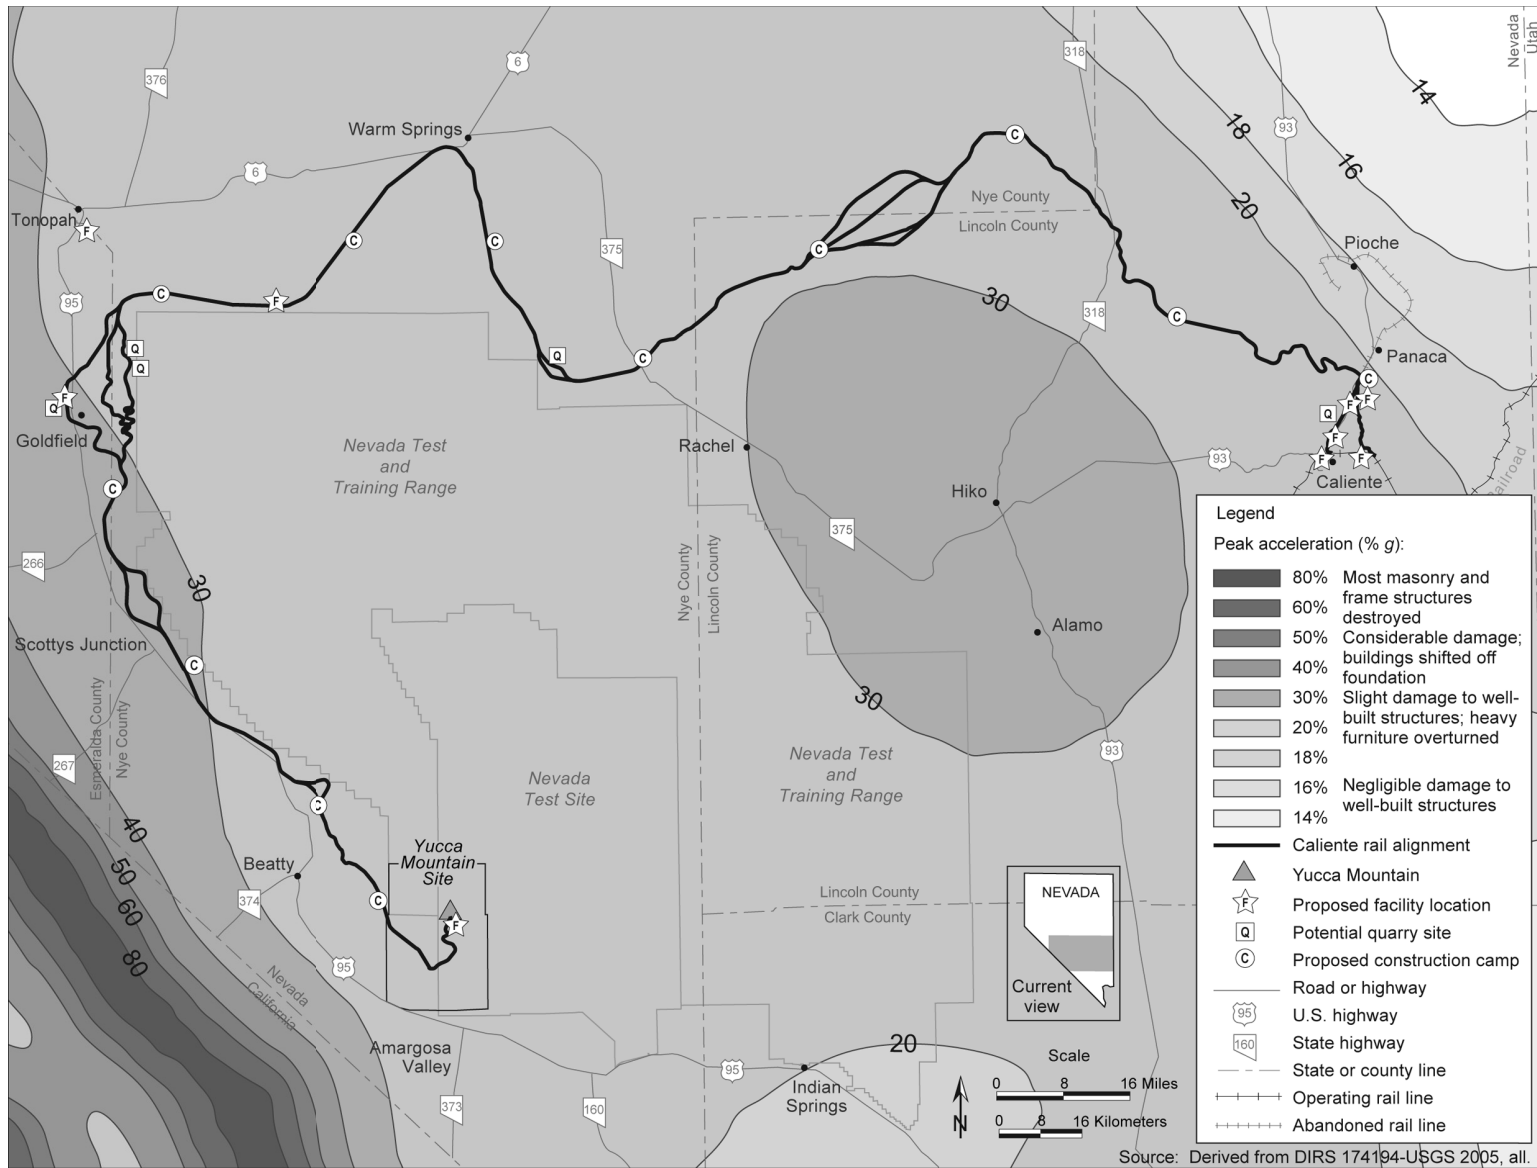 376
6
318
Nevada
Utah
14
93
18
16
Warm Springs
6
20
Tonopah
F
C
C
C
C
375
Nye County
Lincoln County
Pioche
95
C
F
30
318
C
Q
Q
Q
C
Panaca
C
F
Q
Goldfield
F
F
Q
F
F
F
Caliente
Nevada Test
and
Training Range
Rachel
93
Hiko
C
375
266
30
Nye County
Lincoln County
Alamo
Scottys Junction
C
30
Esmeralda County
Nye County
267
93
Nevada Test
and
Training Range
Nevada
Test Site
C
40
50
60
80
Yucca
Mountain
Site
Beatty
374
C
F
Lincoln County
Clark County
95
Nevada
California
NEVADA
Current
view
Amargosa
Valley
20
95
Indian
Springs
373
160
Scale
0 8 16 Miles
0 8 16 Kilometers
N
Legend
Peak acceleration (% g):
80% Most masonry and
60% frame structures
destroyed
50% Considerable damage;
40% buildings shifted off
foundation
30% Slight damage to well-
20% built structures; heavy
furniture overturned
18%
16% Negligible damage to
14% well-built structures
Caliente rail alignment
Yucca Mountain
F Proposed facility location
Q Potential quarry site
C Proposed construction camp
Road or highway
95 U.S. highway
160 State highway
State or county line
Operating rail line
Abandoned rail line
Source: Derived from DIRS 174194-USGS 2005, all.